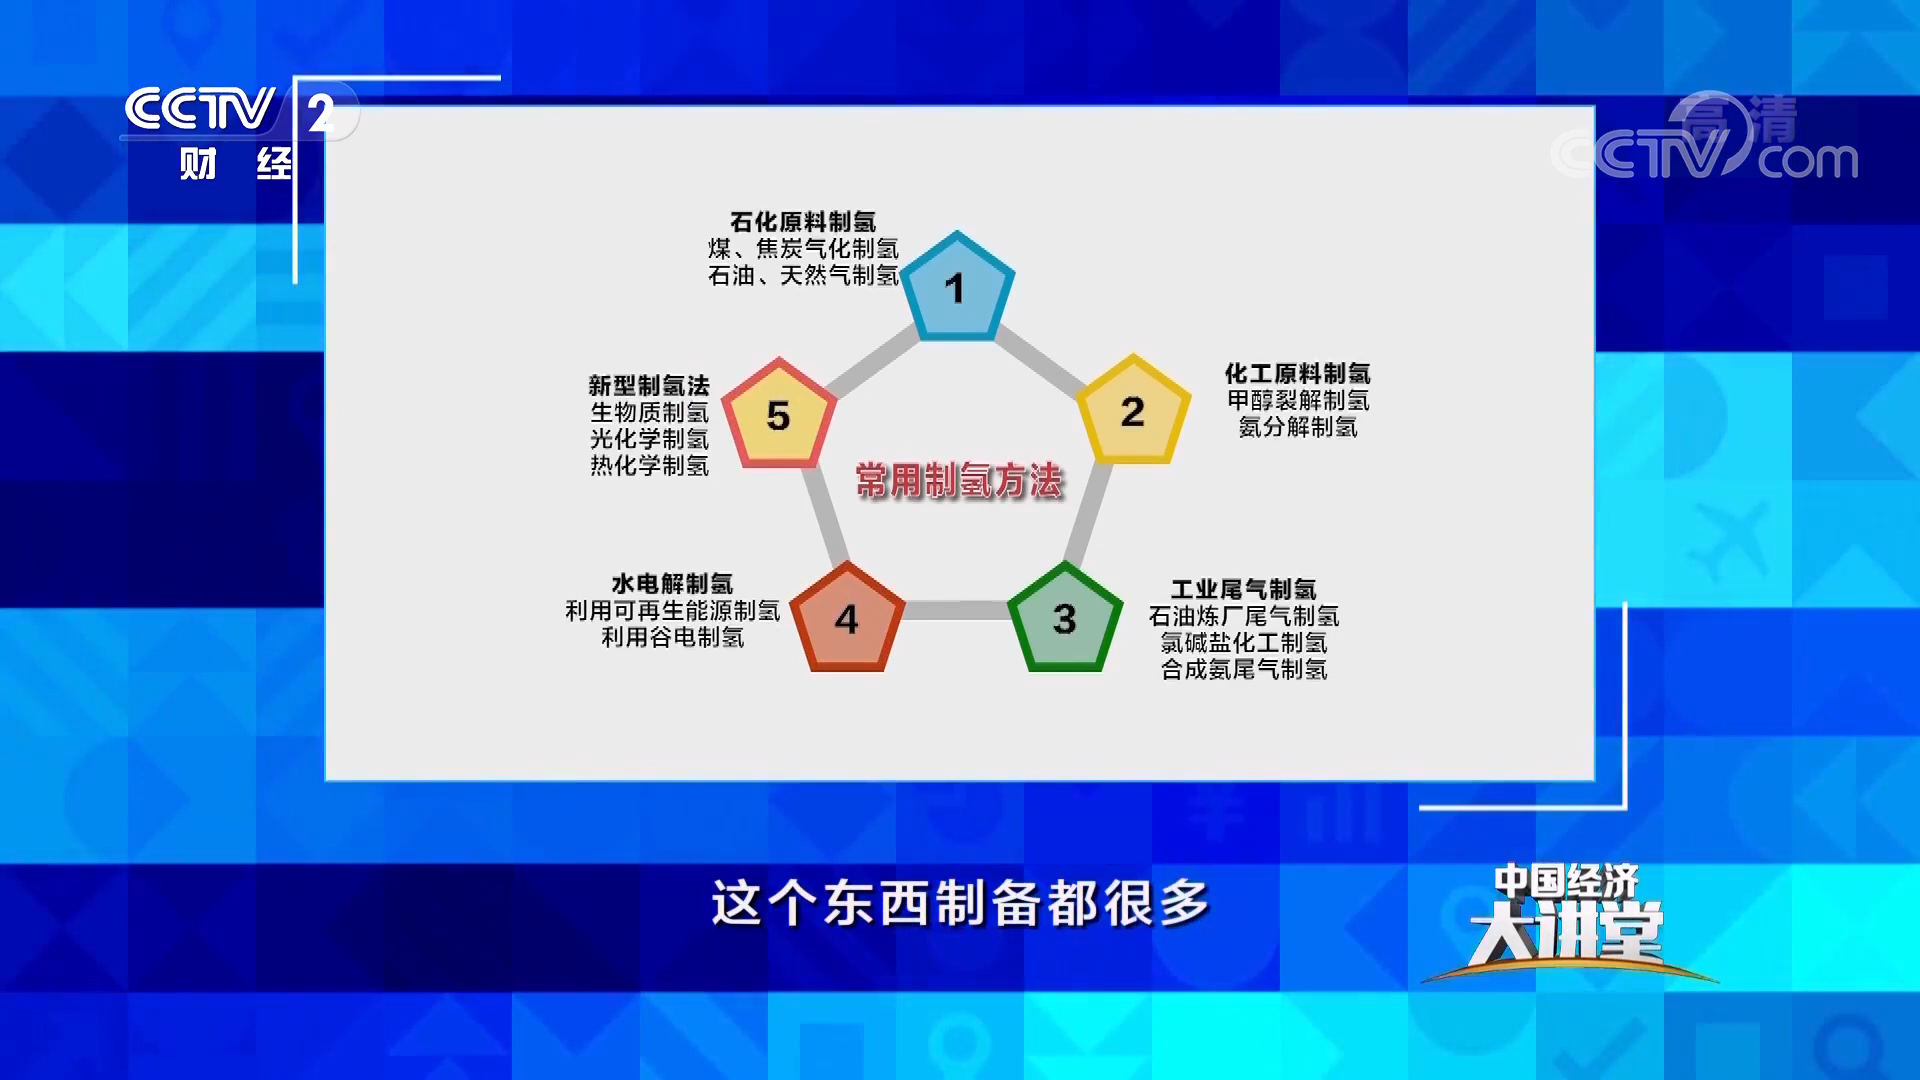 CCTV 2
财经
高清
CCTV com
石化原料制氢
煤、焦炭气化制氢
石油、天然气制氢
1
化工原料制氢
甲醇裂解制氢
氨分解制氢
2
新型制氢法
生物质制氢
光化学制氢
热化学制氢
5
常用制氢方法
水电解制氢
利用可再生能源制氢
利用谷电制氢
4
3
工业尾气制氢
石油炼厂尾气制氢
氯碱盐化工制氢
合成氨尾气制氢
这个东西制备都很多
中国经济
大讲堂